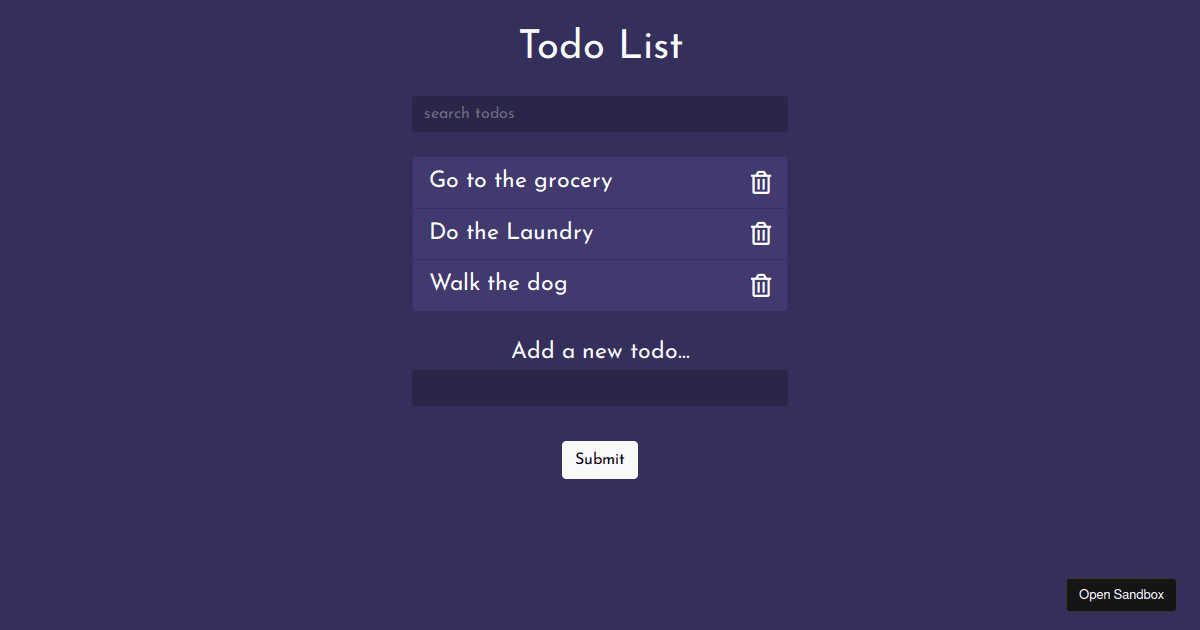 Todo List
search todos
Go to the grocery
Do the Laundry
Walk the dog
Add a new todo...
Submit
Open Sandbox